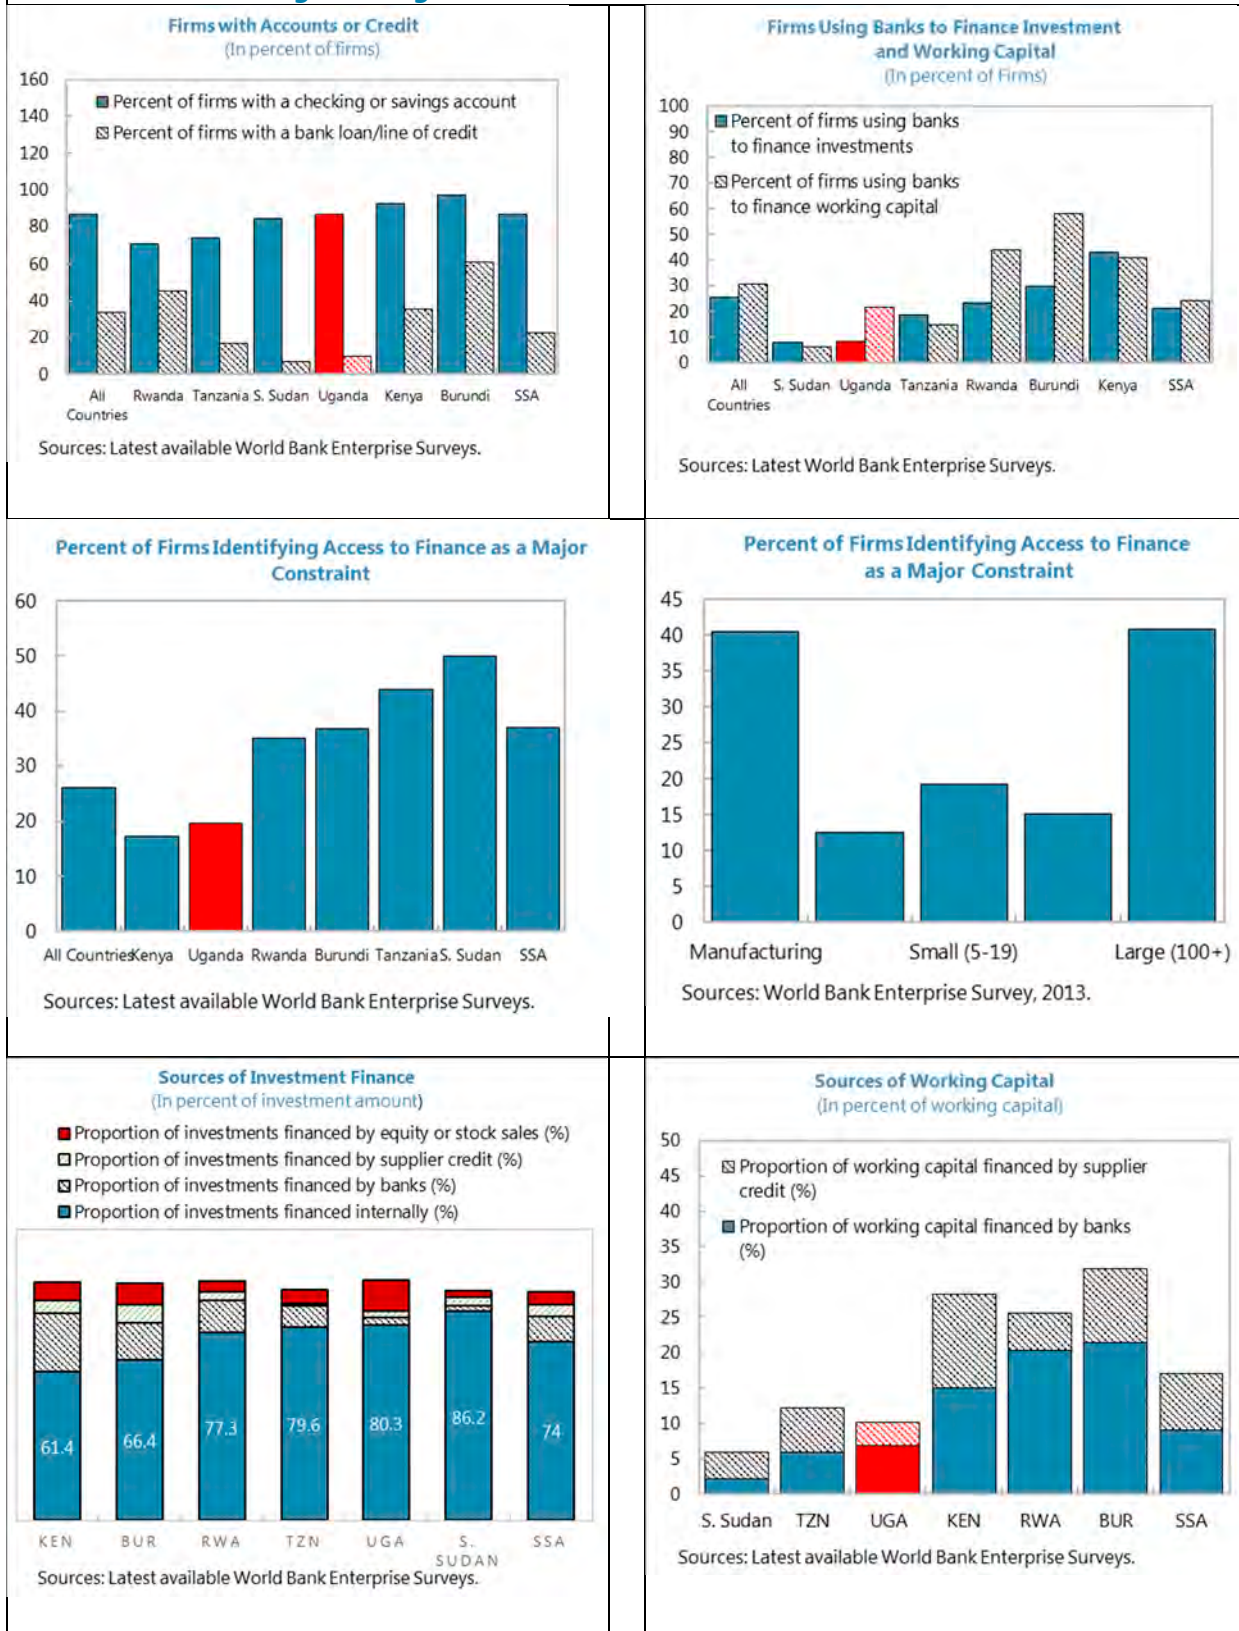 Firms with Accounts or Credit
(In percent of firms)
160
140
120
100
80
60
40
20
0
Percent of firms with a checking or savings account
Percent of firms with a bank loan/line of credit
All Countries
Rwanda
Tanzania
S. Sudan
Uganda
Kenya
Burundi
SSA
Sources: Latest available World Bank Enterprise Surveys.
Firms Using Banks to Finance Investment
and Working Capital
(In percent of Firms)
100
90
80
70
60
50
40
30
20
10
0
Percent of firms using banks
to finance investments
Percent of firms using banks
to finance working capital
All Countries
S. Sudan
Uganda
Tanzania
Rwanda
Burundi
Kenya
SSA
Sources: Latest World Bank Enterprise Surveys.
Percent of Firms Identifying Access to Finance as a Major
Constraint
60
50
40
30
20
10
0
All Countries
Kenya
Uganda
Rwanda
Burundi
Tanzania
S. Sudan
SSA
Sources: Latest available World Bank Enterprise Surveys.
Percent of Firms Identifying Access to Finance
as a Major Constraint
45
40
35
30
25
20
15
10
5
0
Manufacturing
Small (5-19)
Large (100+)
Sources: World Bank Enterprise Survey, 2013.
Sources of Investment Finance
(In percent of investment amount)
Proportion of investments financed by equity or stock sales (%)
Proportion of investments financed by supplier credit (%)
Proportion of investments financed by banks (%)
Proportion of investments financed internally (%)
61.4
66.4
77.3
79.6
80.3
86.2
74
KEN
BUR
RWA
TZN
UGA
S. SUDAN
SSA
Sources: Latest available World Bank Enterprise Surveys.
Sources of Working Capital
(In percent of working capital)
50
45
40
35
30
25
20
15
10
5
0
Proportion of working capital financed by supplier
credit (%)
Proportion of working capital financed by banks
(%)
S. Sudan
TZN
UGA
KEN
RWA
BUR
SSA
Sources: Latest available World Bank Enterprise Surveys.